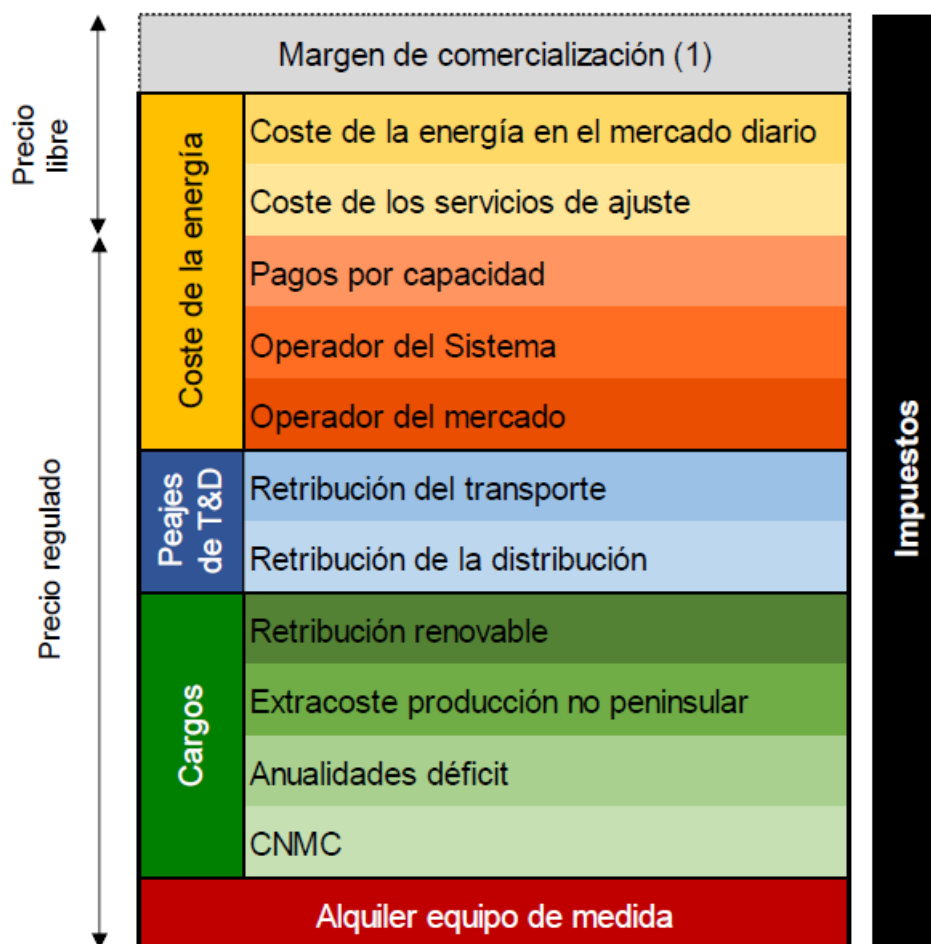 Margen de comercialización (1)
Precio
libre
Coste de la energía
Coste de la energía en el mercado diario
Coste de los servicios de ajuste
Pagos por capacidad
Operador del Sistema
Operador del mercado
Precio regulado
Peajes
de T&D
Retribución del transporte
Retribución de la distribución
Cargos
Retribución renovable
Extracoste producción no peninsular
Anualidades déficit
CNMC
Alquiler equipo de medida
Impuestos